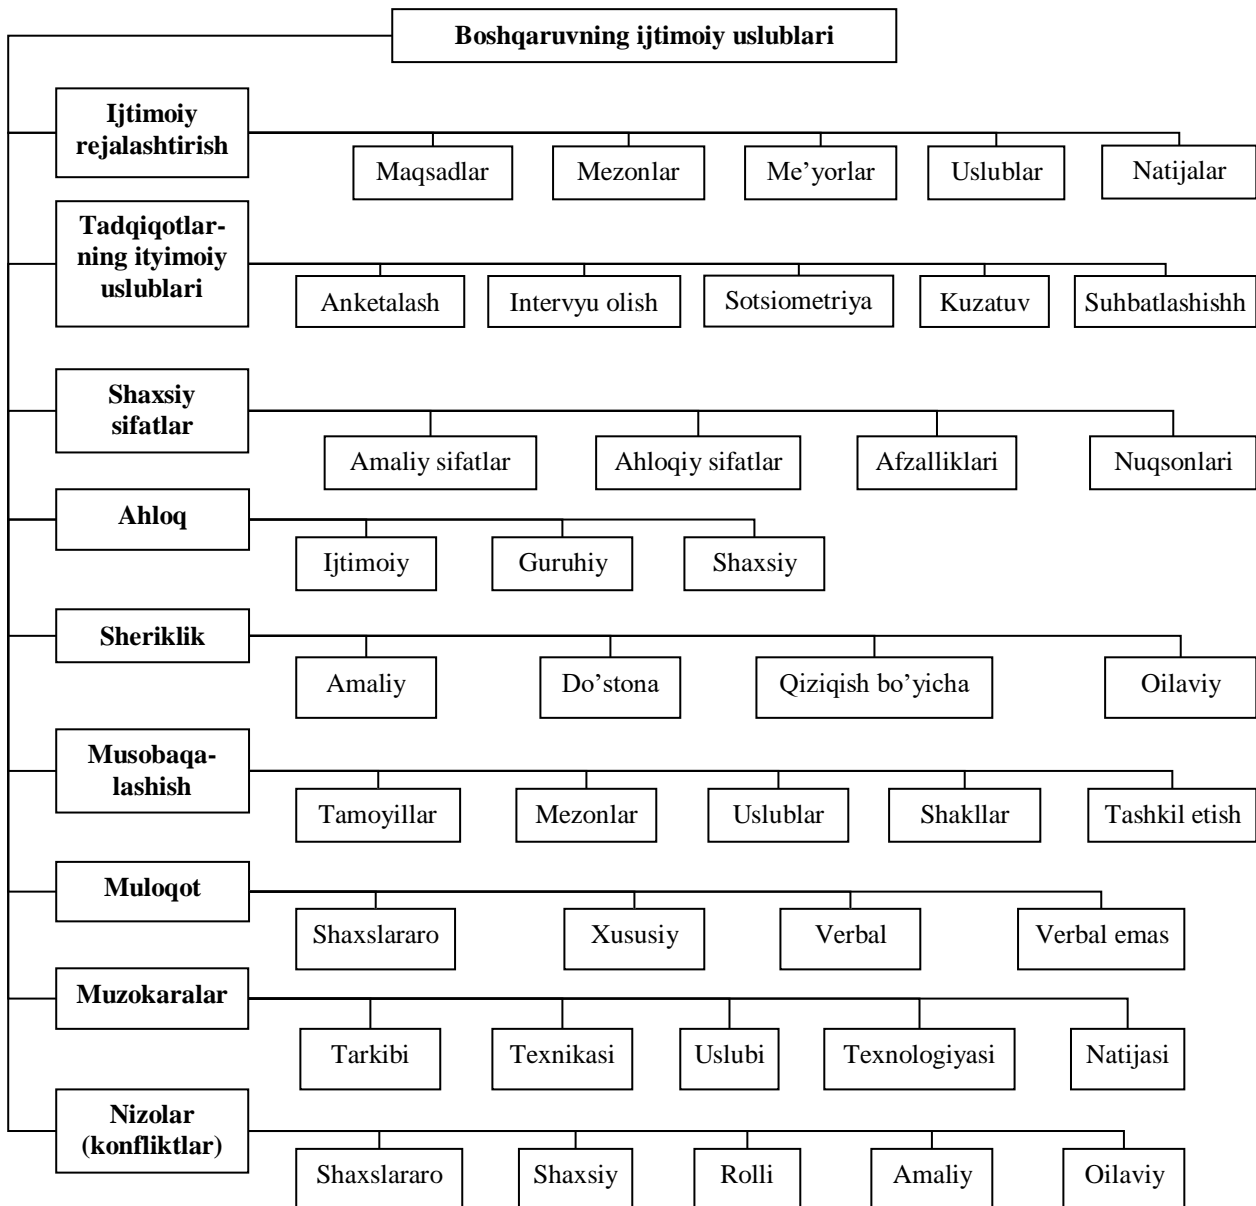 Boshqaruvning ijtimoiy uslublari
Ijtimoiy
rejalashtirish
Maqsadlar
Mezonlar
Me’yorlar
Uslublar
Natijalar
Tadqiqotlar-
ning ityimoiy
uslublari
Anketalash
Intervyu olish
Sotsiometriya
Kuzatuv
Suhbatlashishh
Shaxsiy
sifatlar
Amaliy sifatlar
Ahloqiy sifatlar
Afzalliklari
Nuqsonlari
Ahloq
Ijtimoiy
Guruhiy
Shaxsiy
Sheriklik
Amaliy
Do’stona
Qiziqish bo’yicha
Oilaviy
Musobaqa-
lashish
Tamoyillar
Mezonlar
Uslublar
Shakllar
Tashkil etish
Muloqot
Shaxslararo
Xususiy
Verbal
Verbal emas
Muzokaralar
Tarkibi
Texnikasi
Uslubi
Texnologiyasi
Natijasi
Nizolar
(konfliktlar)
Shaxslararo
Shaxsiy
Rolli
Amaliy
Oilaviy